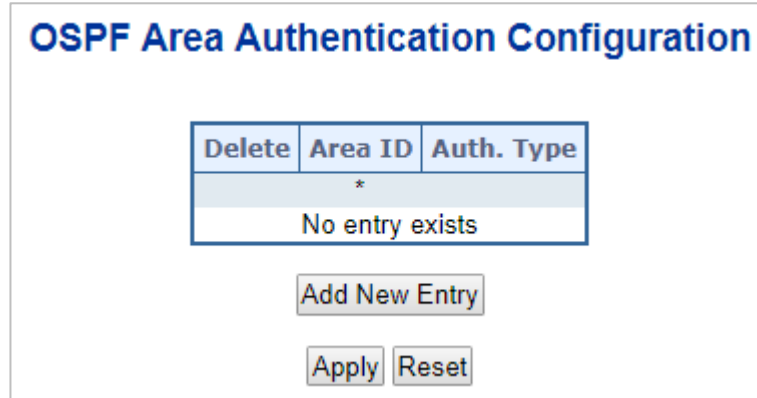 OSPF Area Authentication Configuration
Delete Area ID Auth. Type
*
No entry exists
Add New Entry
Apply Reset